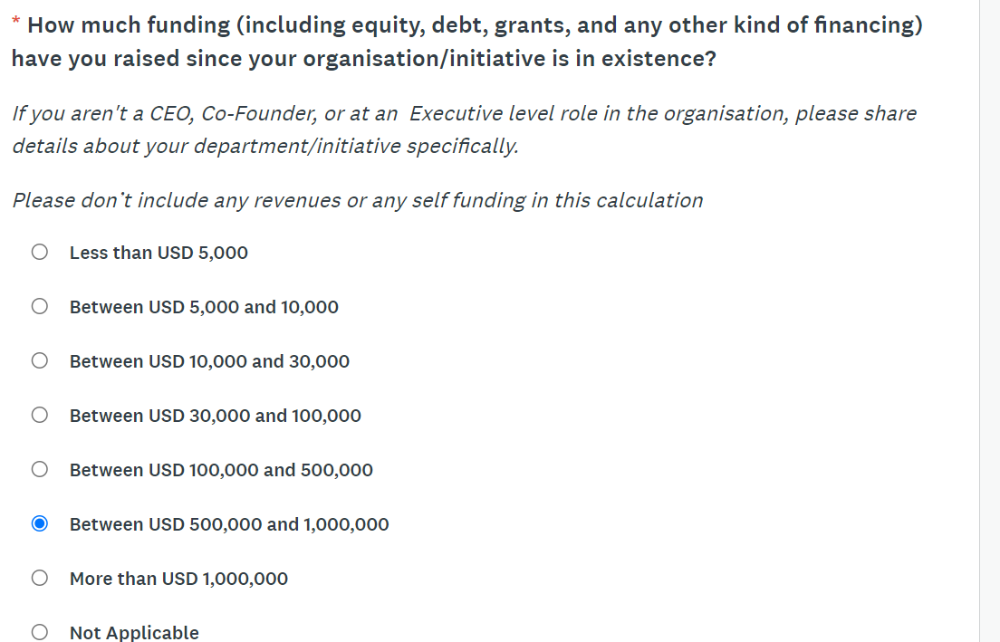 * How much funding (including equity, debt, grants, and any other kind of financing)
have you raised since your organisation/initiative is in existence?
If you aren't a CEO, Co-Founder, or at an  Executive level role in the organisation, please share
details about your department/initiative specifically.
Please don't include any revenues or any self funding in this calculation
Less than USD 5,000
Between USD 5,000 and 10,000
Between USD 10,000 and 30,000
Between USD 30,000 and 100,000
Between USD 100,000 and 500,000
Between USD 500,000 and 1,000,000
More than USD 1,000,000
Not Applicable